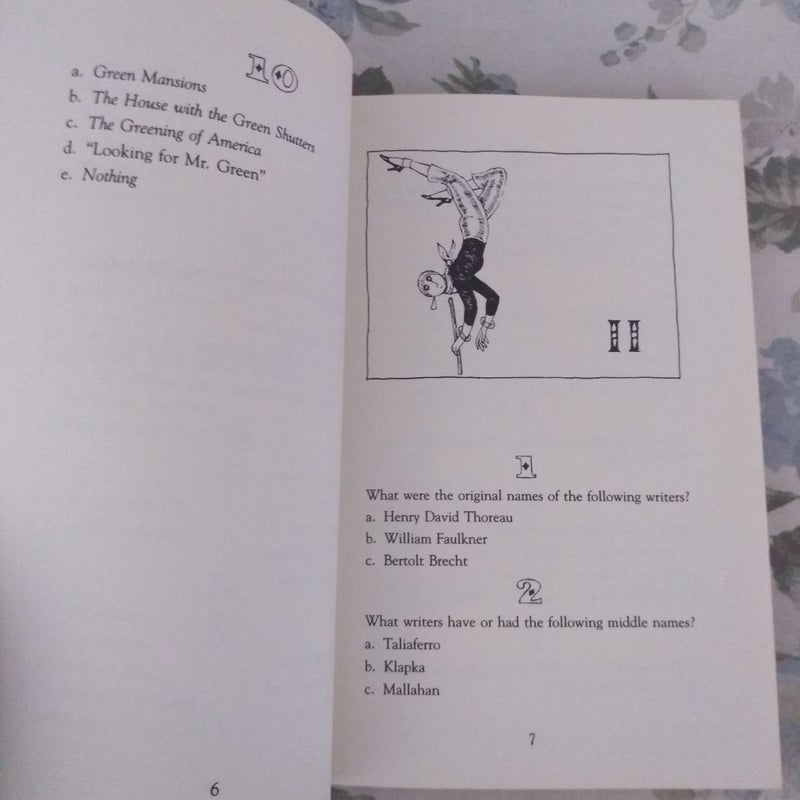 10
a. Green Mansions
b. The House with the Green Shutters
c. The Greening of America
d. “Looking for Mr. Green”
e. Nothing
6
II
1
What were the original names of the following writers?
a. Henry David Thoreau
b. William Faulkner
c. Bertolt Brecht
2
What writers have or had the following middle names?
a. Taliaferro
b. Klapka
c. Mallahan
7